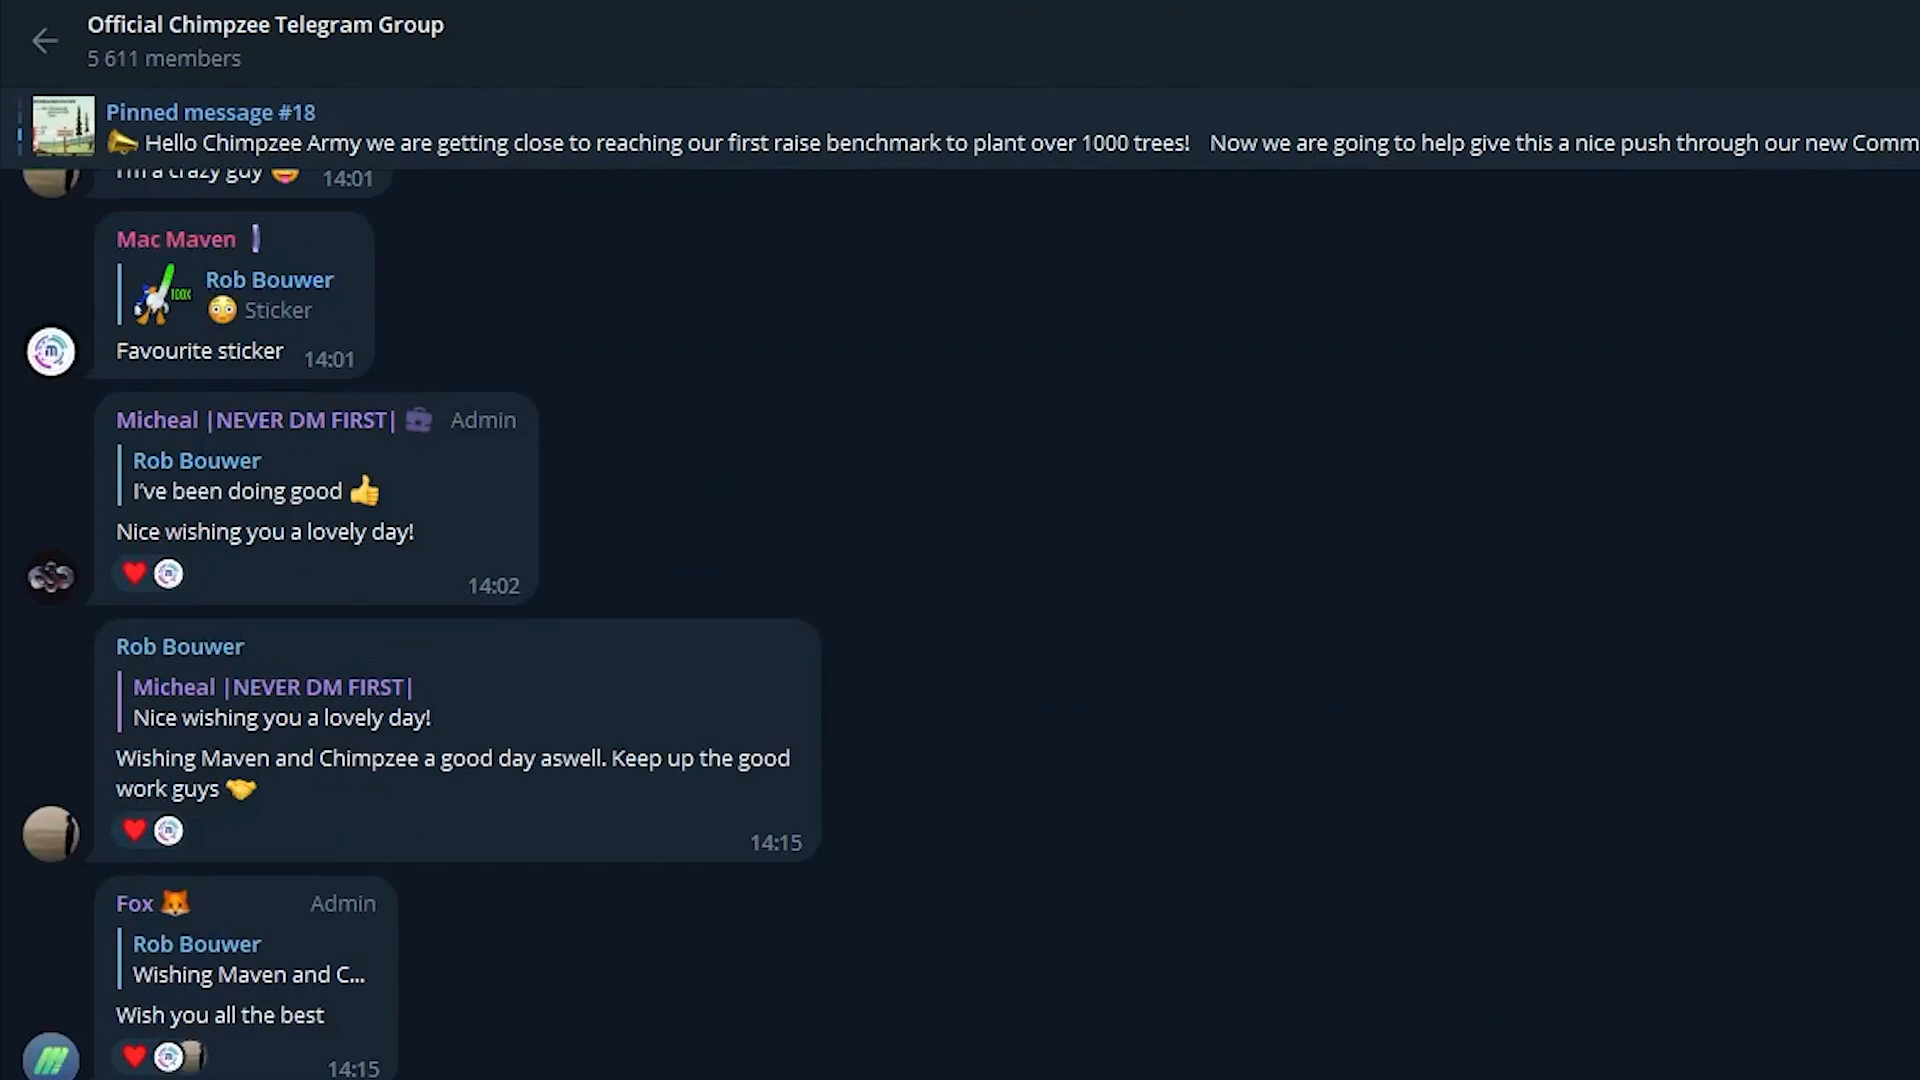 Official Chimpzee Telegram Group
5 611 members
Pinned message #18
Hello Chimpzee Army we are getting close to reaching our first raise benchmark to plant over 1000 trees! Now we are going to help give this a nice push through our new Comm
I'm a crazy guy 14:01
Mac Maven
Rob Bouwer
100X
Sticker
Favourite sticker 14:01
Micheal |NEVER DM FIRST| Admin
Rob Bouwer
I've been doing good 👍
Nice wishing you a lovely day!
14:02
Rob Bouwer
Micheal |NEVER DM FIRST|
Nice wishing you a lovely day!
Wishing Maven and Chimpzee a good day aswell. Keep up the good
work guys 🤝
14:15
Fox 🦊 Admin
Rob Bouwer
Wishing Maven and C...
Wish you all the best
14:15